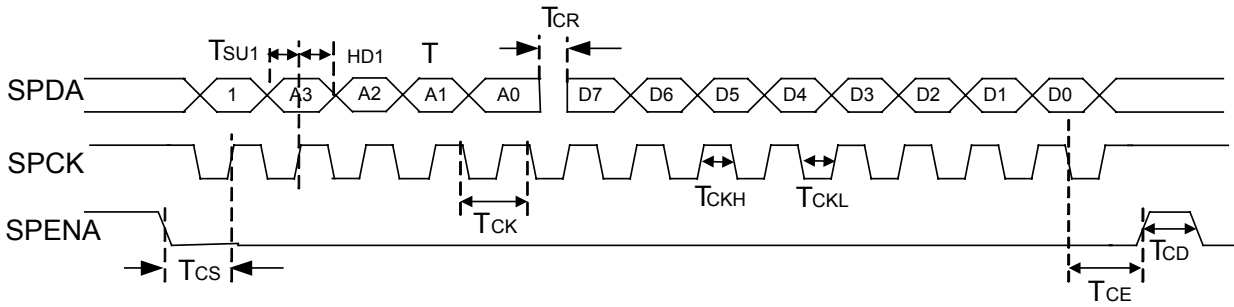 TCR
TSU1 HD1 T
SPDA 1 A3 A2 A1 A0 D7 D6 D5 D4 D3 D2 D1 D0
SPCK
TCKH TCKL
TCK
SPENA
TCS TCD
TCE